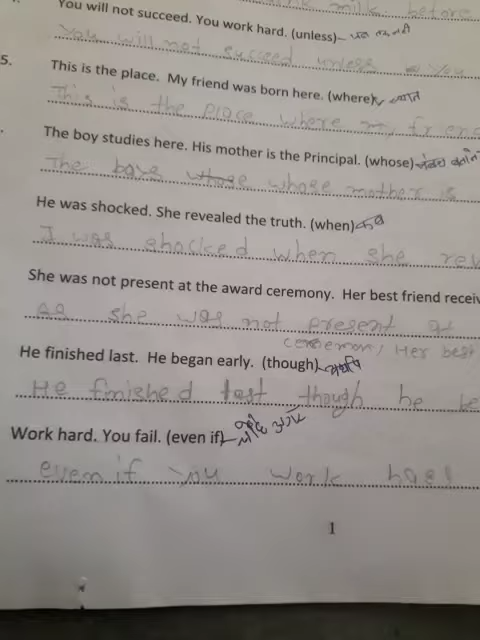 milk before
You will not succeed. You work hard. (unless)
You will not succeed unless you
5. This is the place. My friend was born here. (where)
This is the place where my frien
The boy studies here. His mother is the Principal. (whose)
The boys whose whose mother is
He was shocked. She revealed the truth. (when) कब
I was shocked when she rev
She was not present at the award ceremony. Her best friend receiv
as she was not present at
ceremony, Her best
He finished last. He began early. (though)
He finished last though he be
Work hard. You fail. (even if)
even if you work
1